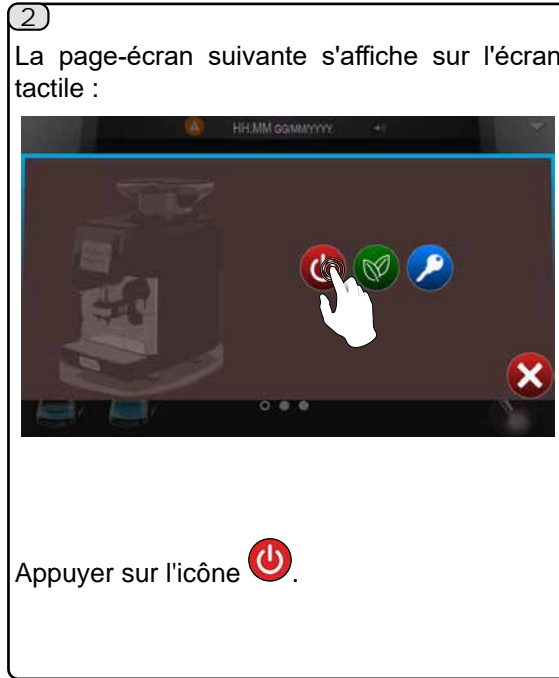 2
La page-écran suivante s'affiche sur l'écran
tactile :
HH:MM GG/MM/YYYY
Appuyer sur l'icône .